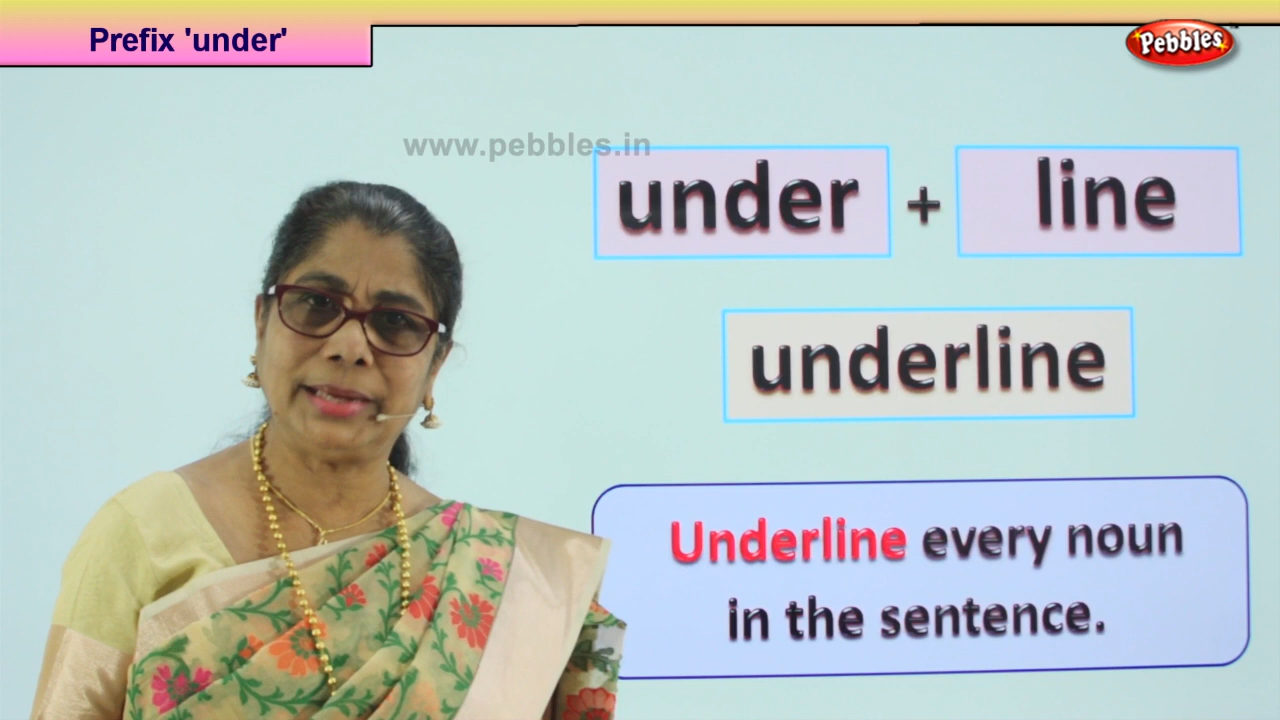 Prefix 'under'
Pebbles
www.pebbles.in
under + line
underline
Underline every noun
in the sentence.